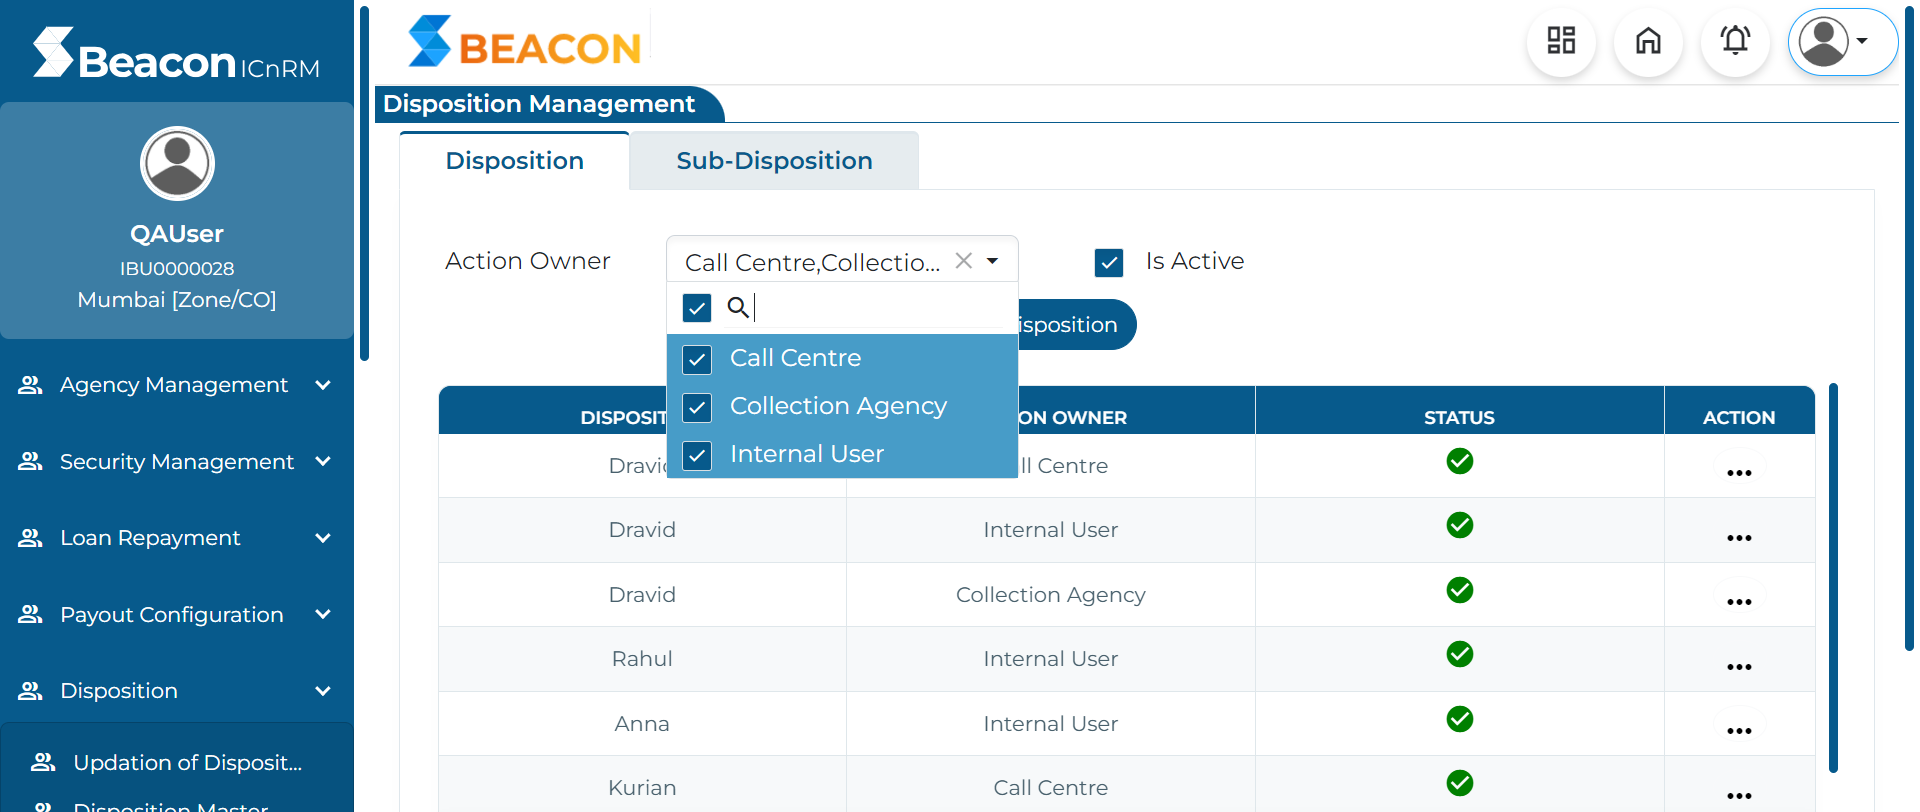 Beacon ICnRM
QAUser
IBU0000028
Mumbai [Zone/CO]
Agency Management
Security Management
Loan Repayment
Payout Configuration
Disposition
Updation of Disposit...
Disposition Master
BEACON
Disposition Management
Disposition
Sub-Disposition
Action Owner
Call Centre,Collectio...
Is Active
Call Centre
Collection Agency
Internal User
isposition
DISPOSIT
ON OWNER
STATUS
ACTION
Dravid
ll Centre
Dravid
Internal User
Dravid
Collection Agency
Rahul
Internal User
Anna
Internal User
Kurian
Call Centre